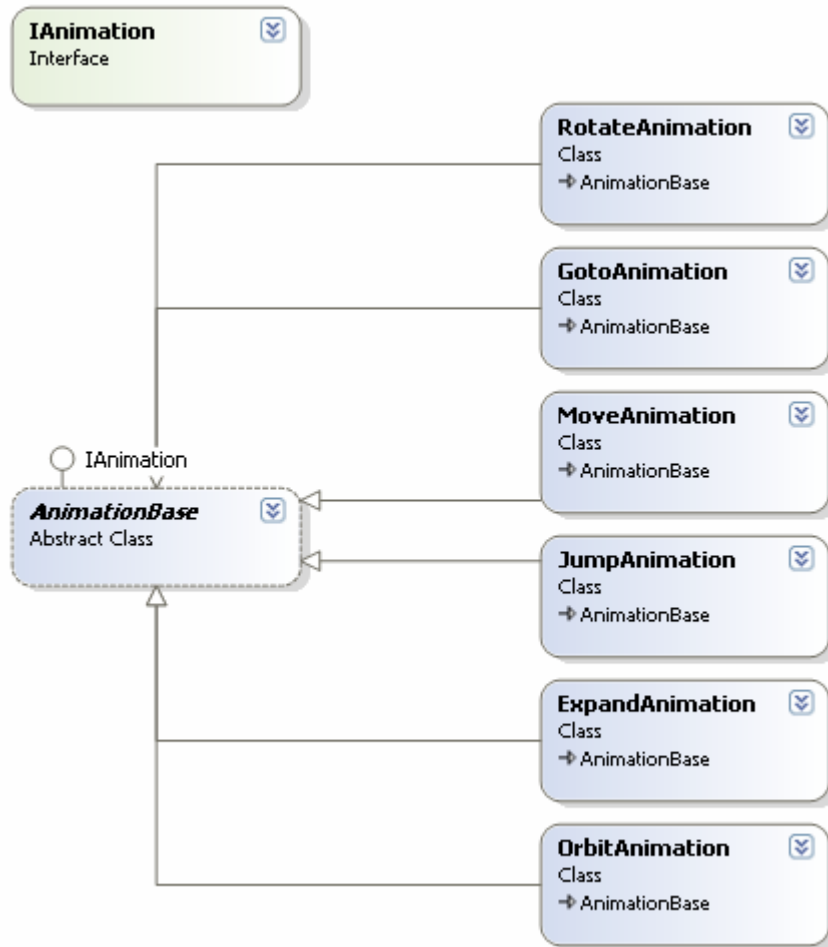 IAnimation
Interface
RotateAnimation
Class
AnimationBase
GotoAnimation
Class
AnimationBase
MoveAnimation
Class
AnimationBase
IAnimation
AnimationBase
Abstract Class
JumpAnimation
Class
AnimationBase
ExpandAnimation
Class
AnimationBase
OrbitAnimation
Class
AnimationBase